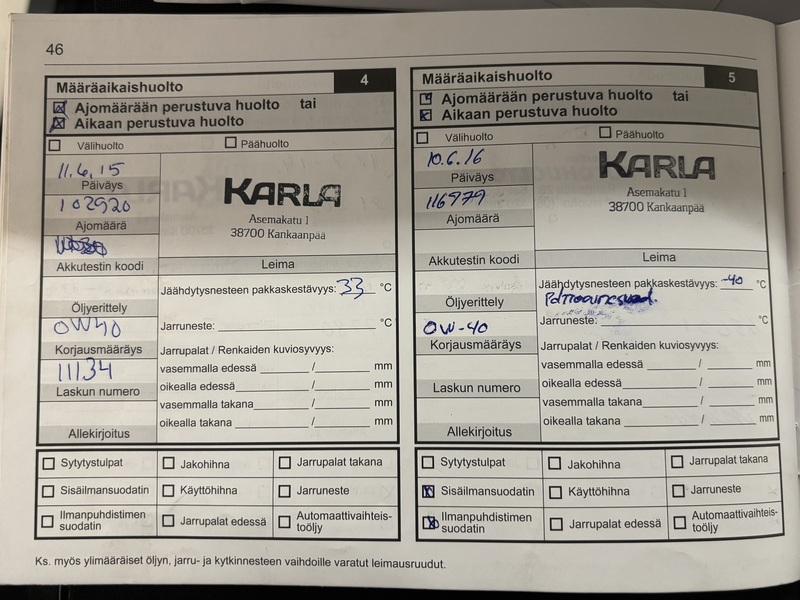 46
Määräaikaishuolto 4
Ajomäärään perustuva huolto tai
Aikaan perustuva huolto
Välihuolto Päähuolto
11.6.15
Päiväys
102920
Ajomäärä
Akkutestin koodi
KARLA
Asemakatu 1
38700 Kankaanpää
Leima
Öljyerittely
0W40
Korjausmääräys
11134
Laskun numero
Allekirjoitus
Jäähdytysnesteen pakkaskestävyys: 33 °C
Jarruneste: °C
Jarrupalat / Renkaiden kuviosyvyys:
vasemmalla edessä / mm
oikealla edessä / mm
vasemmalla takana / mm
oikealla takana / mm
Sytytystulpat Jakohihna Jarrupalat takana
Sisäilmansuodatin Käyttöhihna Jarruneste
Ilmanpuhdistimen suodatin Jarrupalat edessä Automaattivaihteis-
töoljy
Määräaikaishuolto 5
Ajomäärään perustuva huolto tai
Aikaan perustuva huolto
Välihuolto Päähuolto
10.6.16
Päiväys
116979
Ajomäärä
Akkutestin koodi
KARLA
Asemakatu 1
38700 Kankaanpää
Leima
Öljyerittely
0W-40
Korjausmääräys
Laskun numero
Allekirjoitus
Jäähdytysnesteen pakkaskestävyys: -40 °C
Jarruneste: °C
Jarrupalat / Renkaiden kuviosyvyys:
vasemmalla edessä / mm
oikealla edessä / mm
vasemmalla takana / mm
oikealla takana / mm
Sytytystulpat Jakohihna Jarrupalat takana
Sisäilmansuodatin Käyttöhihna Jarruneste
Ilmanpuhdistimen suodatin Jarrupalat edessä Automaattivaihteis-
töoljy
Ks. myös ylimääräiset öljyn, jarru- ja kytkinnesteen vaihdoille varatut leimausruudut.